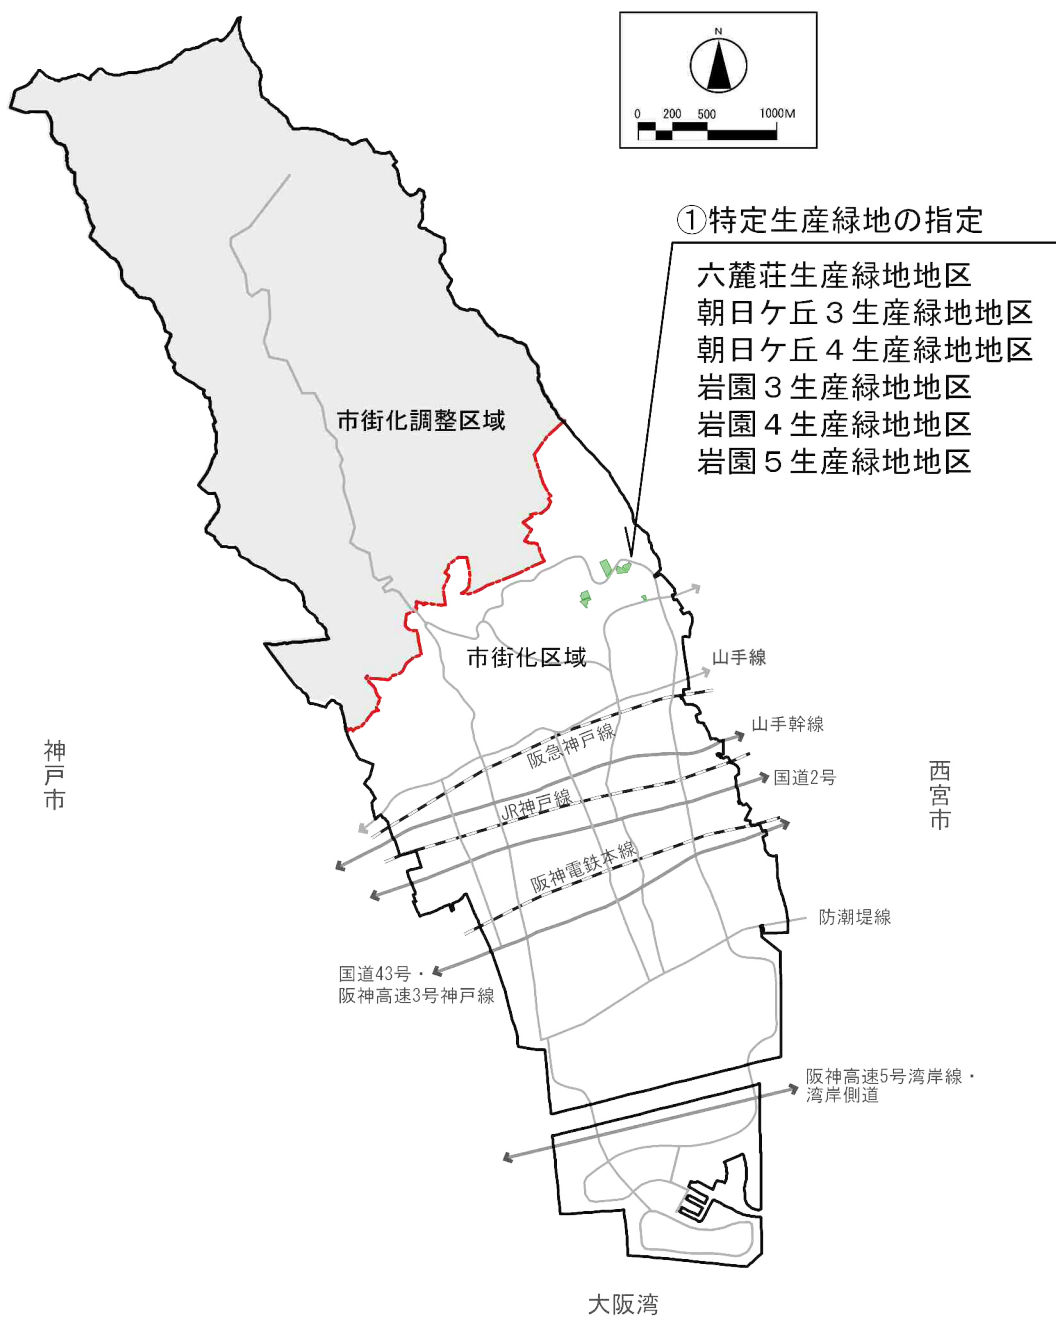 N
0 200 500 1000M
①特定生産緑地の指定
六麓荘生産緑地地区
朝日ケ丘３生産緑地地区
朝日ケ丘４生産緑地地区
岩園３生産緑地地区
岩園４生産緑地地区
岩園５生産緑地地区
市街化調整区域
市街化区域
山手線
阪急神戸線
山手幹線
神戸市
西宮市
国道2号
JR神戸線
阪神電鉄本線
防潮堤線
国道43号・
阪神高速3号神戸線
阪神高速5号湾岸線・
湾岸側道
大阪湾